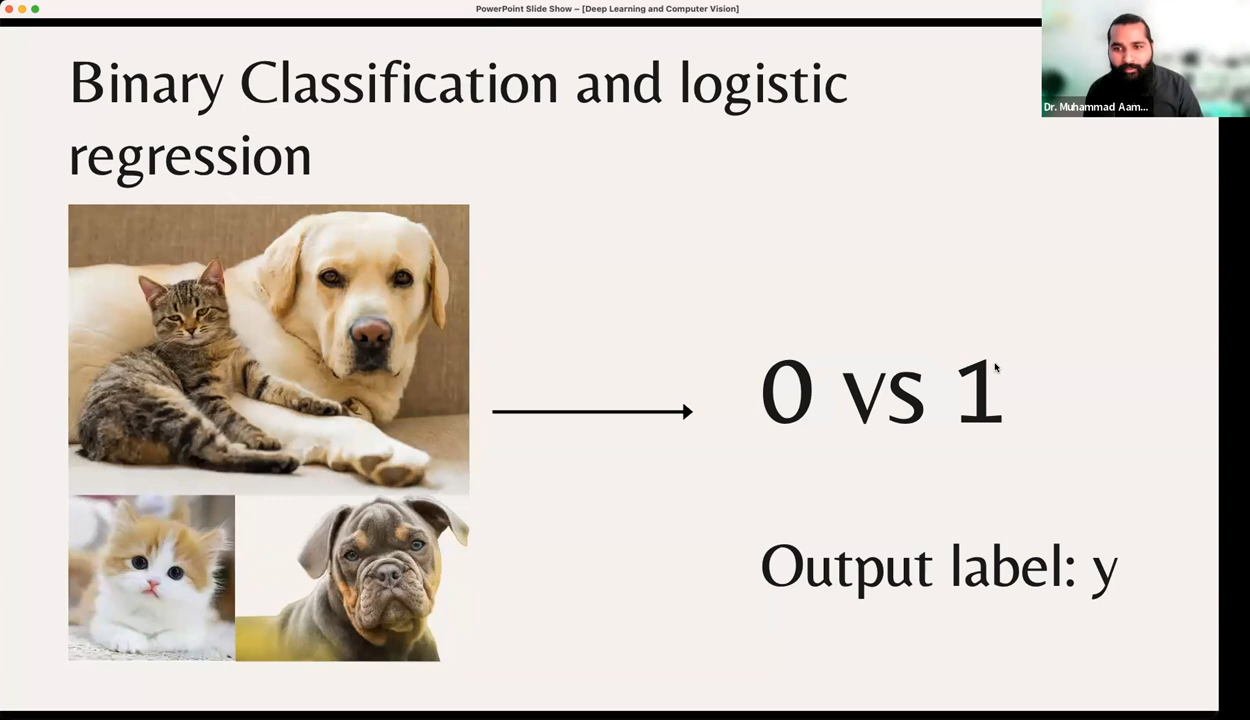 PowerPoint Slide Show – [Deep Learning and Computer Vision]
Dr. Muhammad Aam...
Binary Classification and logistic
regression
0 vs 1
Output label: y